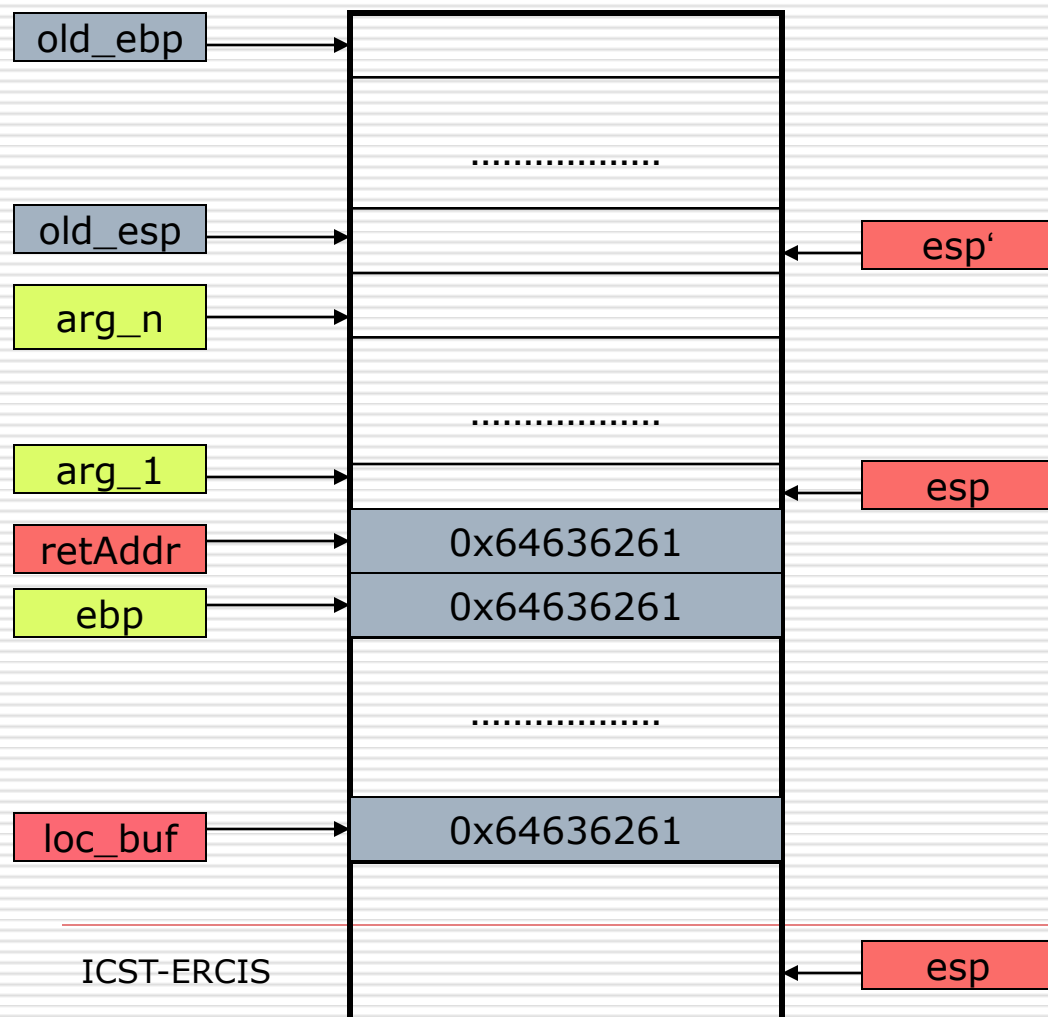 old_ebp
..................
old_esp
esp‘
arg_n
..................
arg_1
esp
retAddr
0x64636261
ebp
0x64636261
..................
loc_buf
0x64636261
ICST-ERCIS
esp